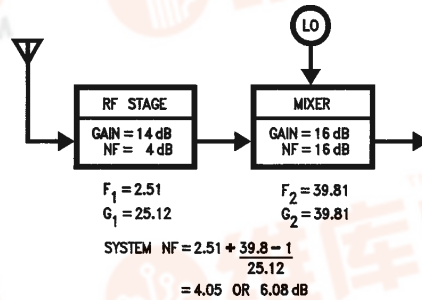 LO
RF STAGE
GAIN = 14 dB
NF = 4 dB
MIXER
GAIN = 16 dB
NF = 16 dB
F₁ = 2.51
G₁ = 25.12
F₂ = 39.81
G₂ = 39.81
SYSTEM NF = 2.51 + 39.8 – 1
25.12
= 4.05 OR 6.08 dB